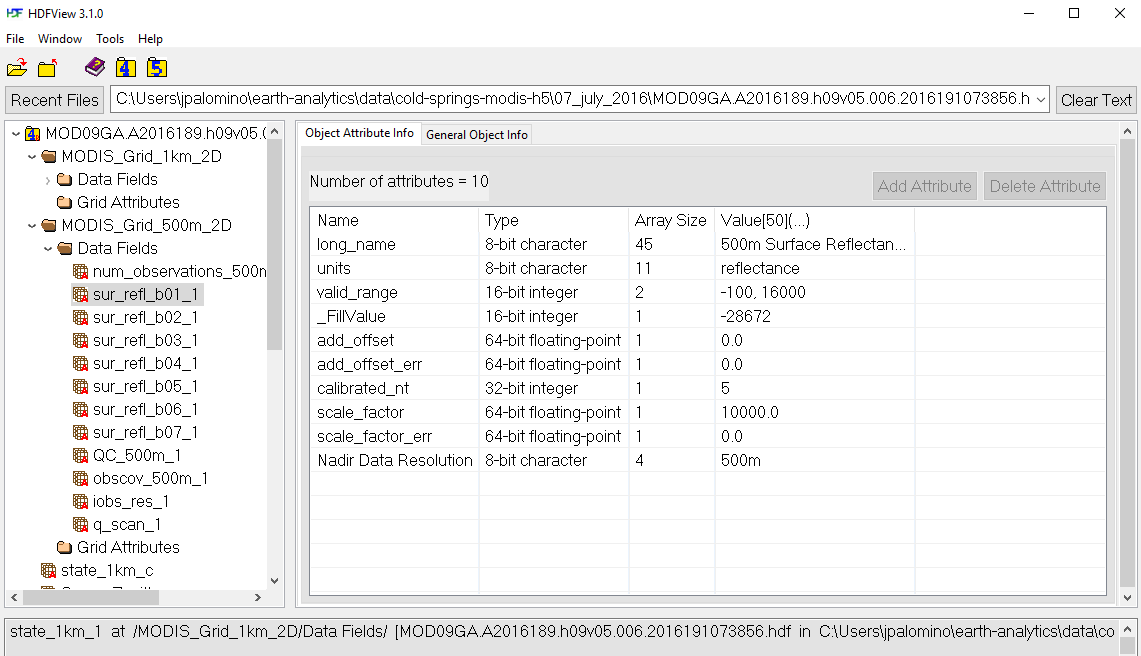 HDFView 3.1.0
File Window Tools Help
Recent Files C:\Users\jpalomino\earth-analytics\data\cold-springs-modis-h5\07_july_2016\MOD09GA.A2016189.h09v05.006.2016191073856.h Clear Text
MOD09GA.A2016189.h09v05.0
MODIS_Grid_1km_2D
Data Fields
Grid Attributes
MODIS_Grid_500m_2D
Data Fields
num_observations_500m
sur_refl_b01_1
sur_refl_b02_1
sur_refl_b03_1
sur_refl_b04_1
sur_refl_b05_1
sur_refl_b06_1
sur_refl_b07_1
QC_500m_1
obscov_500m_1
iobs_res_1
q_scan_1
Grid Attributes
state_1km_c
Object Attribute Info General Object Info
Number of attributes = 10 Add Attribute Delete Attribute
Name Type Array Size Value[50](...)
long_name 8-bit character 45 500m Surface Reflectan...
units 8-bit character 11 reflectance
valid_range 16-bit integer 2 -100, 16000
_FillValue 16-bit integer 1 -28672
add_offset 64-bit floating-point 1 0.0
add_offset_err 64-bit floating-point 1 0.0
calibrated_nt 32-bit integer 1 5
scale_factor 64-bit floating-point 1 10000.0
scale_factor_err 64-bit floating-point 1 0.0
Nadir Data Resolution 8-bit character 4 500m
state_1km_1 at /MODIS_Grid_1km_2D/Data Fields/ [MOD09GA.A2016189.h09v05.006.2016191073856.hdf in C:\Users\jpalomino\earth-analytics\data\co